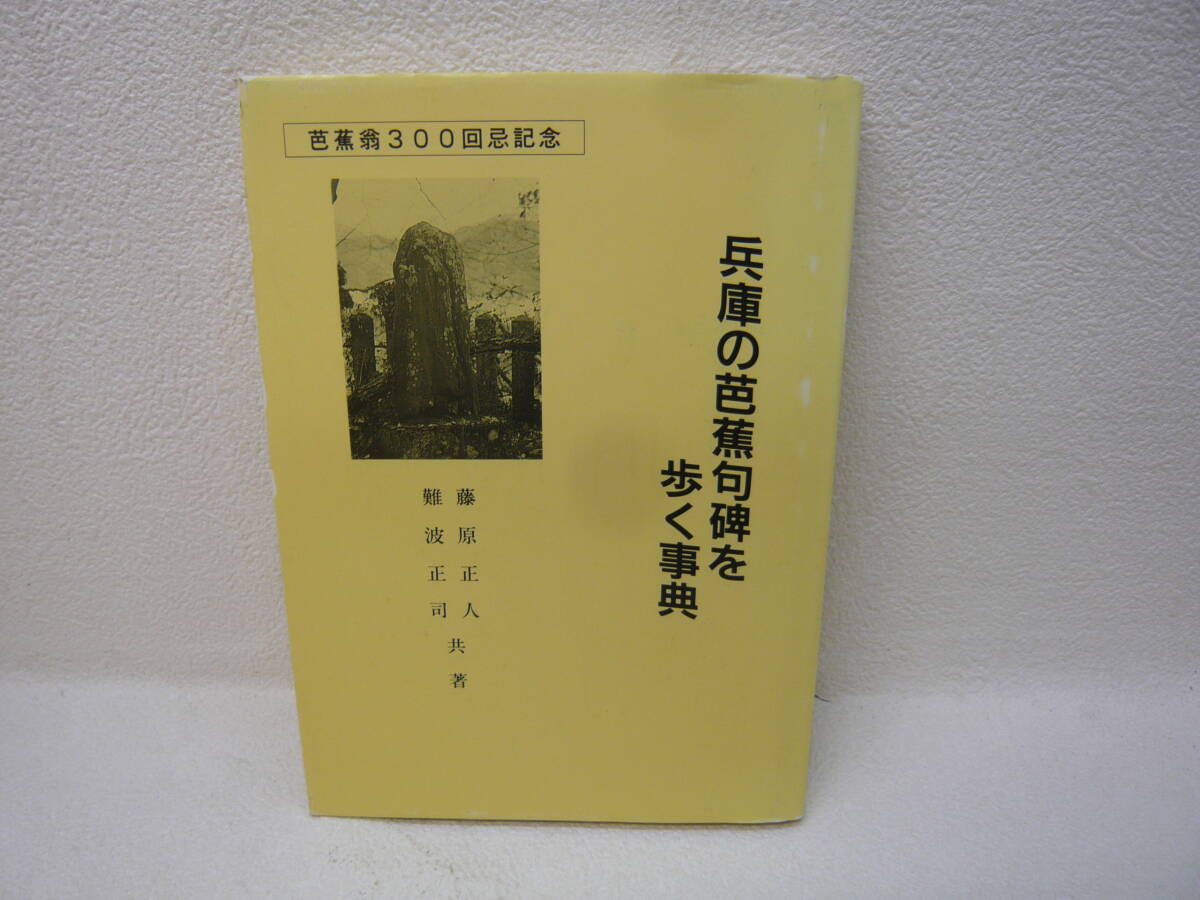 芭蕉翁３００回忌記念
兵庫の芭蕉句碑を
歩く事典
藤原正人
難波正司
共著